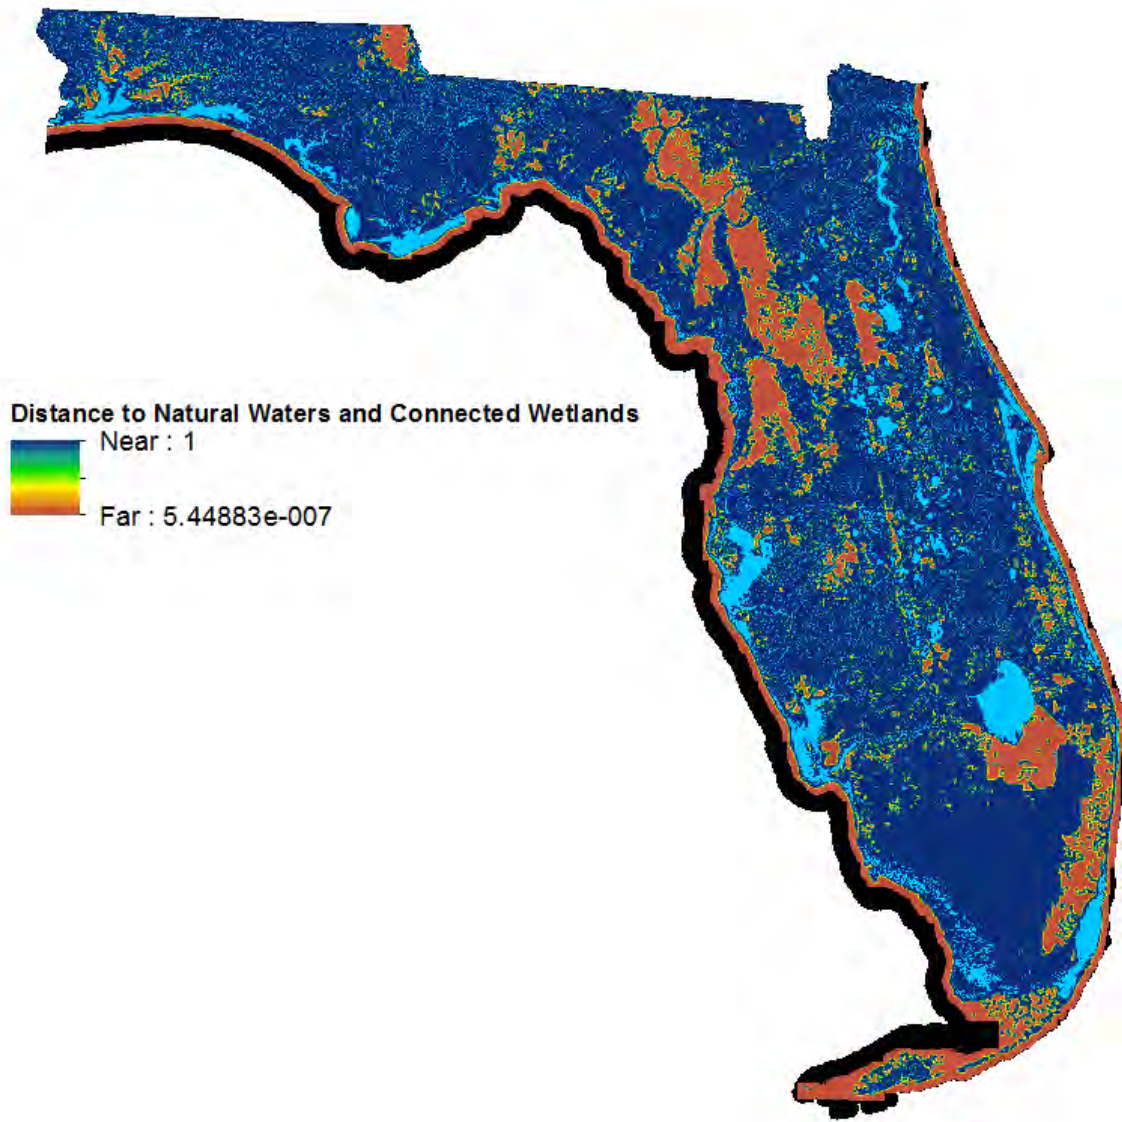 Distance to Natural Waters and Connected Wetlands
Near : 1
Far : 5.44883e-007